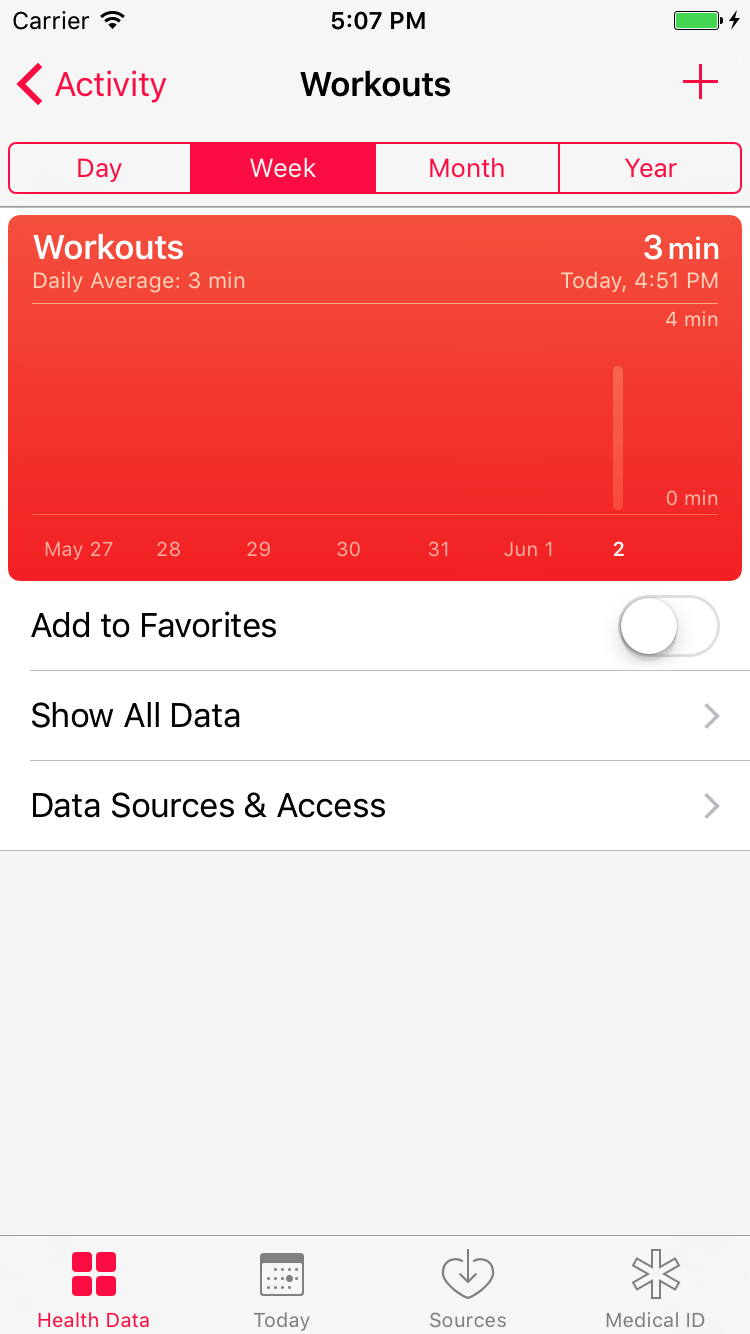 Carrier 5:07 PM
Activity Workouts
Day Week Month Year
Workouts 3 min
Daily Average: 3 min Today, 4:51 PM
4 min
0 min
May 27 28 29 30 31 Jun 1 2
Add to Favorites
Show All Data
Data Sources & Access
Health Data Today Sources Medical ID